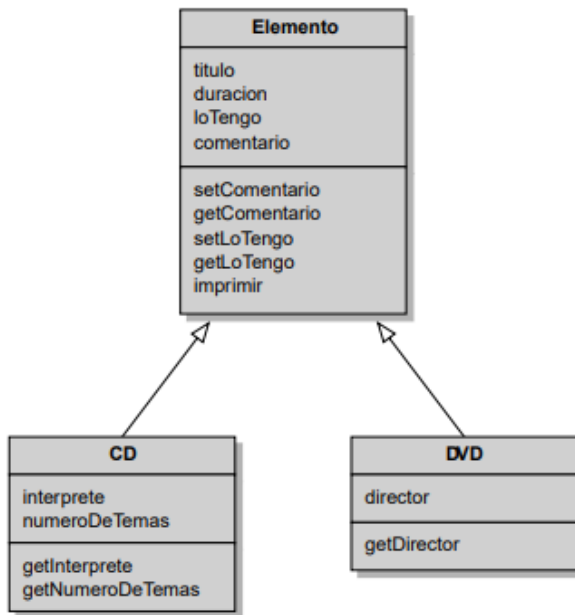 Elemento
titulo
duracion
loTengo
comentario
setComentario
getComentario
setLoTengo
getLoTengo
imprimir
CD
interprete
numeroDeTemas
getInterprete
getNumeroDeTemas
DVD
director
getDirector